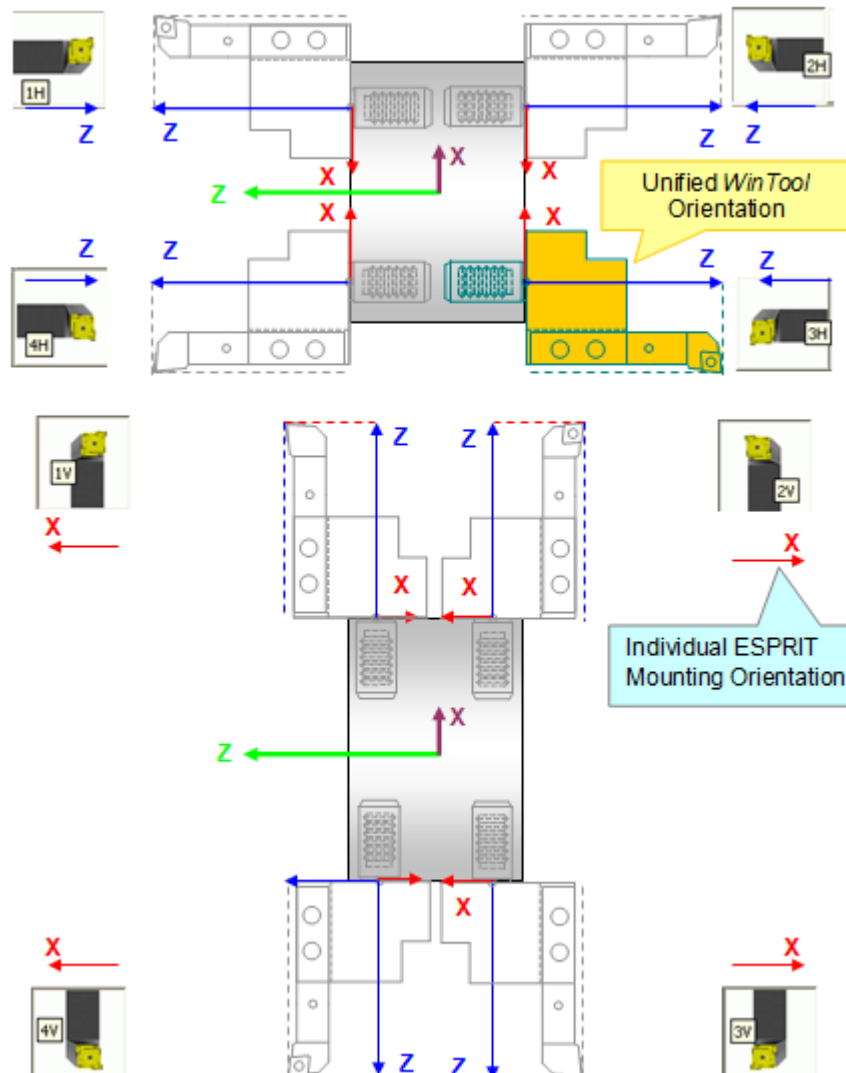 1H
2H
Z
Z
Z
Z
X
X
X
Z
Unified WinTool
Orientation
X
X
Z
Z
Z
Z
4H
3H
1V
Z
Z
2V
X
X
X
X
Individual ESPRIT
Mounting Orientation
X
Z
X
X
X
4V
3V
Z
Z